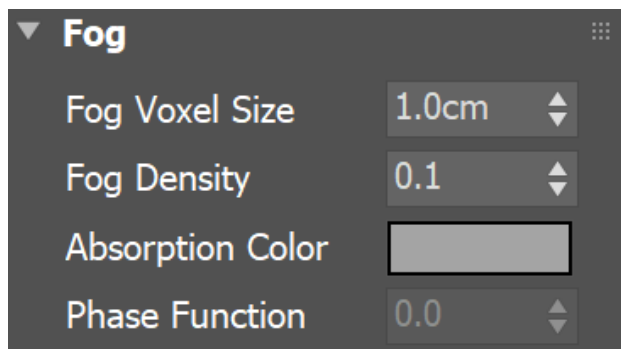 Fog
Fog Voxel Size 1.0cm
Fog Density 0.1
Absorption Color
Phase Function 0.0